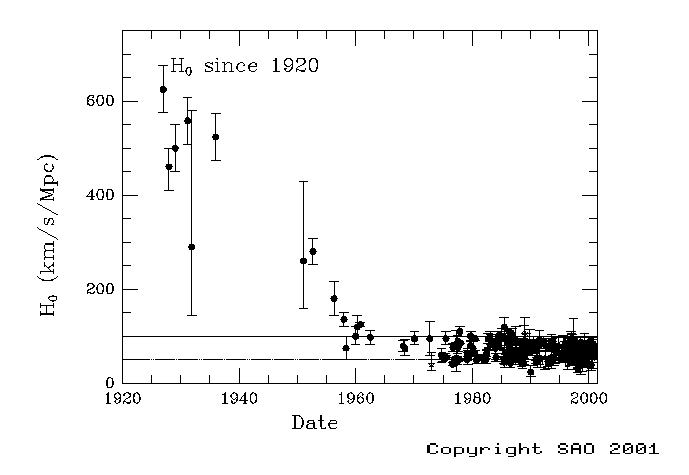 H₀ since 1920
600
400
200
0
H₀ (km/s/Mpc)
1920 1940 1960 1980 2000
Date
Copyright SAO 2001